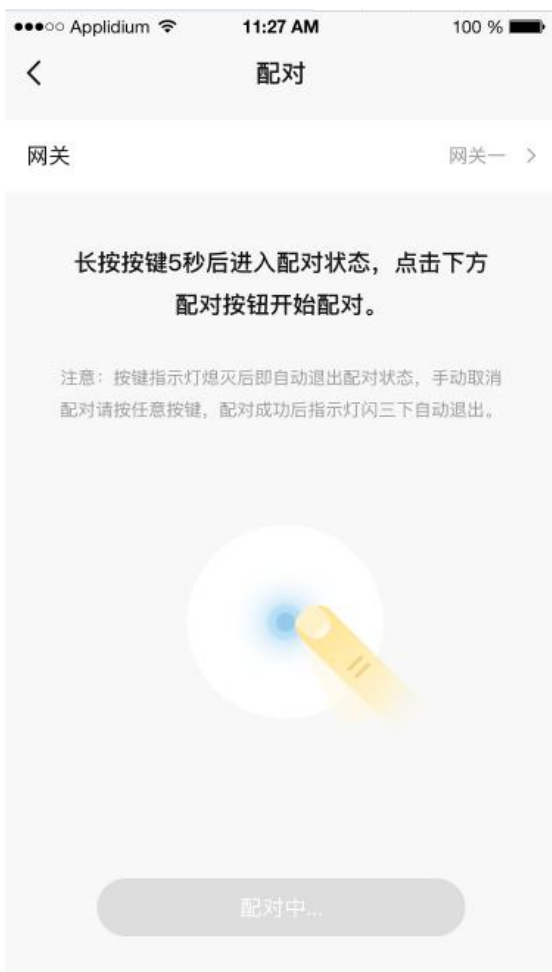 Applidium 11:27 AM 100 %
配对
网关 网关一
长按按键5秒后进入配对状态，点击下方
配对按钮开始配对。
注意：按键指示灯熄灭后即自动退出配对状态，手动取消
配对请按任意按键，配对成功后指示灯闪三下自动退出。
配对中...